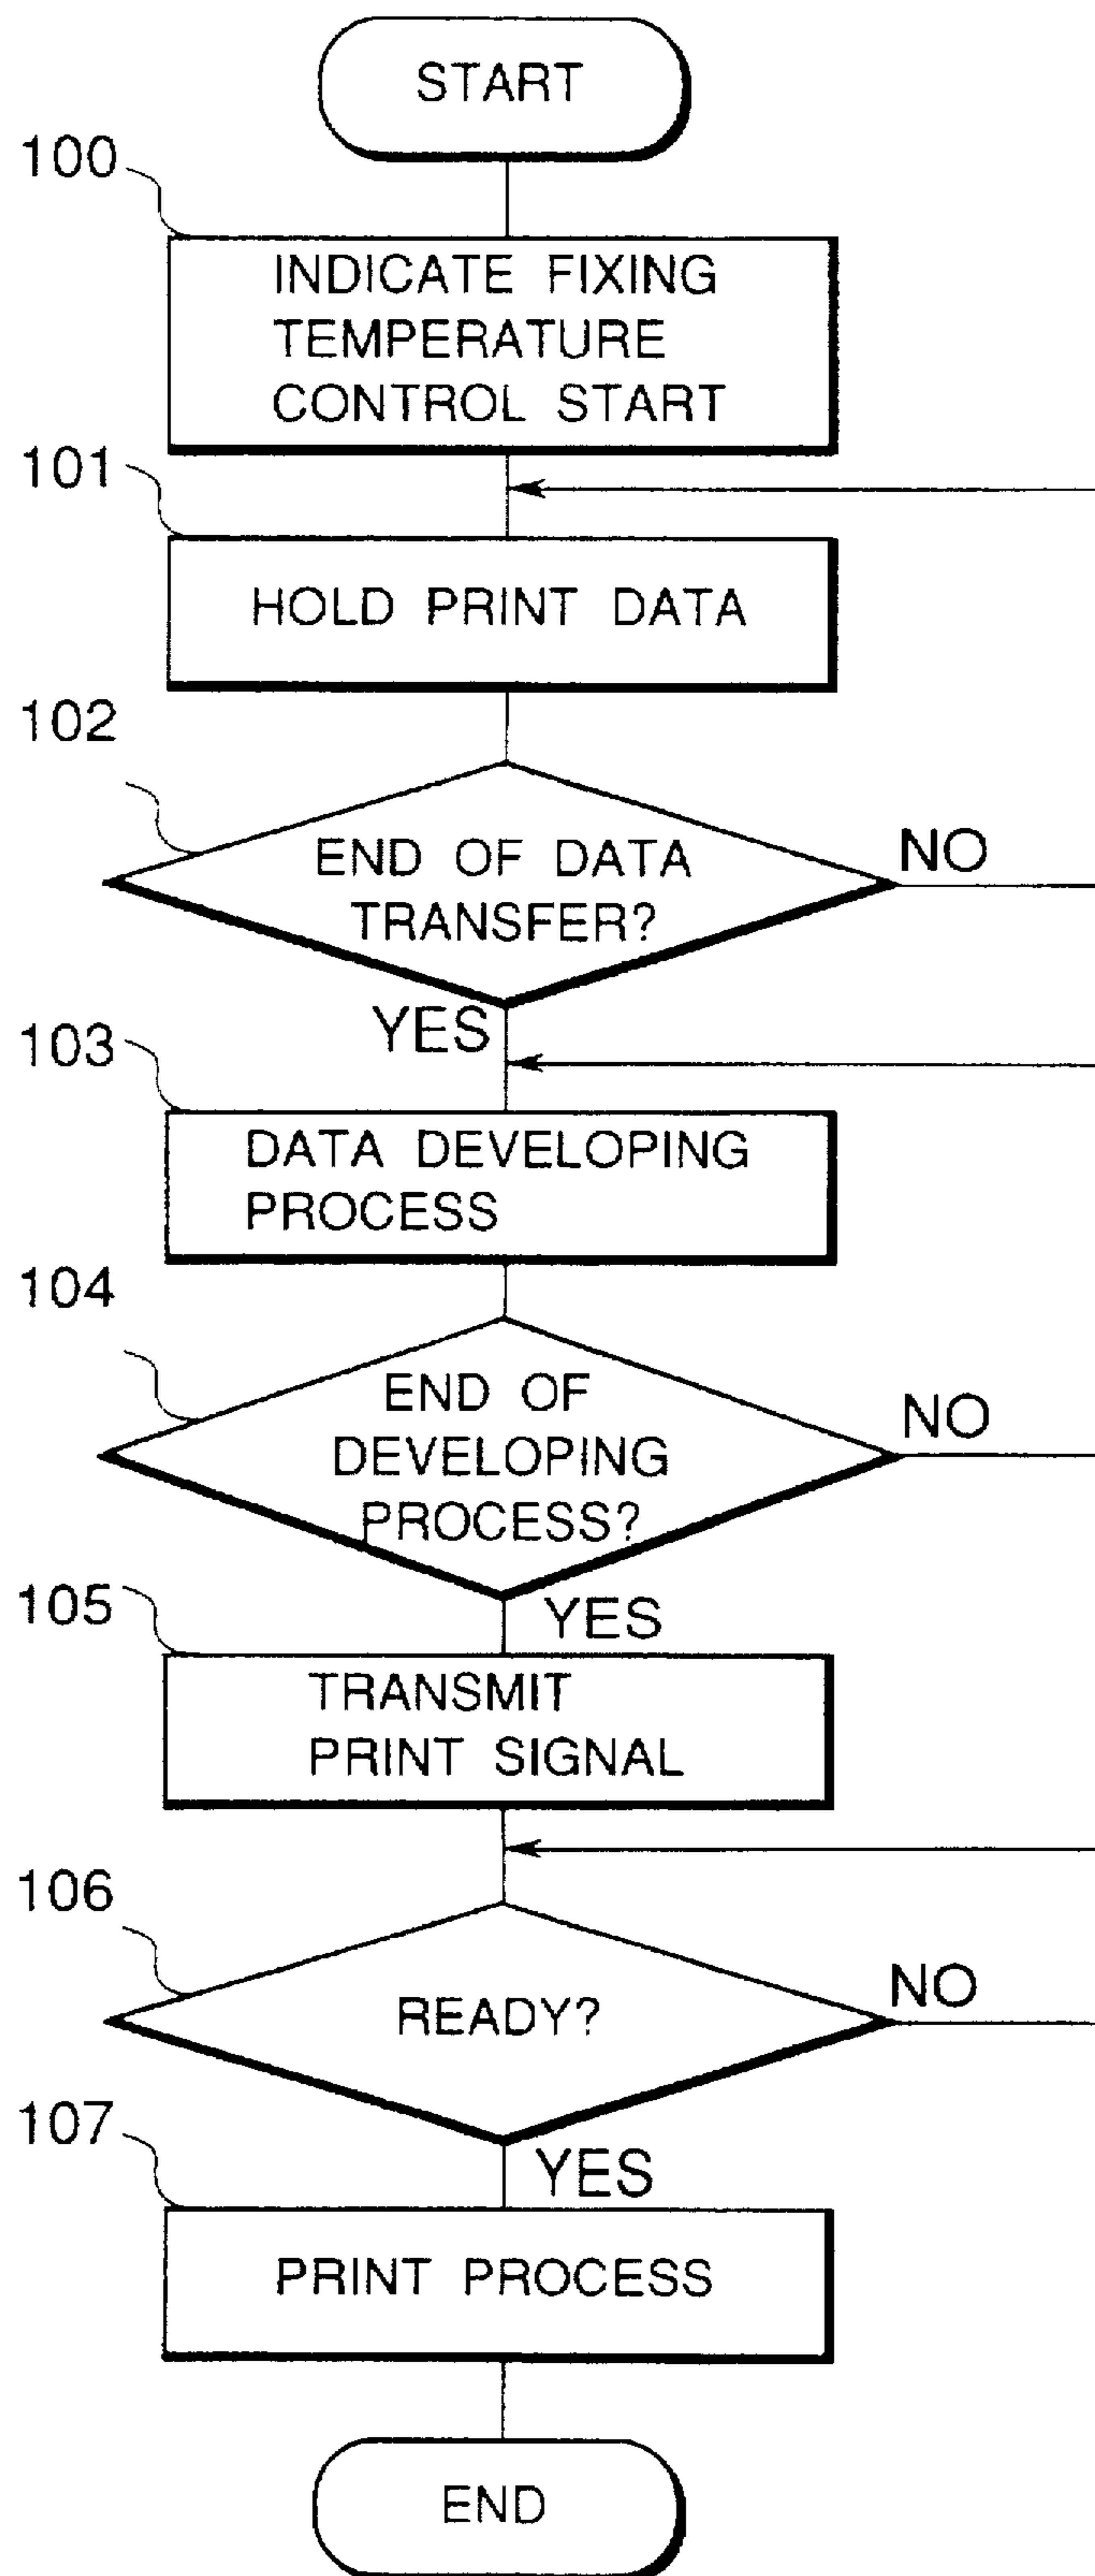 START
100
INDICATE FIXING
TEMPERATURE
CONTROL START
101
HOLD PRINT DATA
102
END OF DATA
TRANSFER?
NO
YES
103
DATA DEVELOPING
PROCESS
104
END OF
DEVELOPING
PROCESS?
NO
YES
105
TRANSMIT
PRINT SIGNAL
106
READY?
NO
YES
107
PRINT PROCESS
END